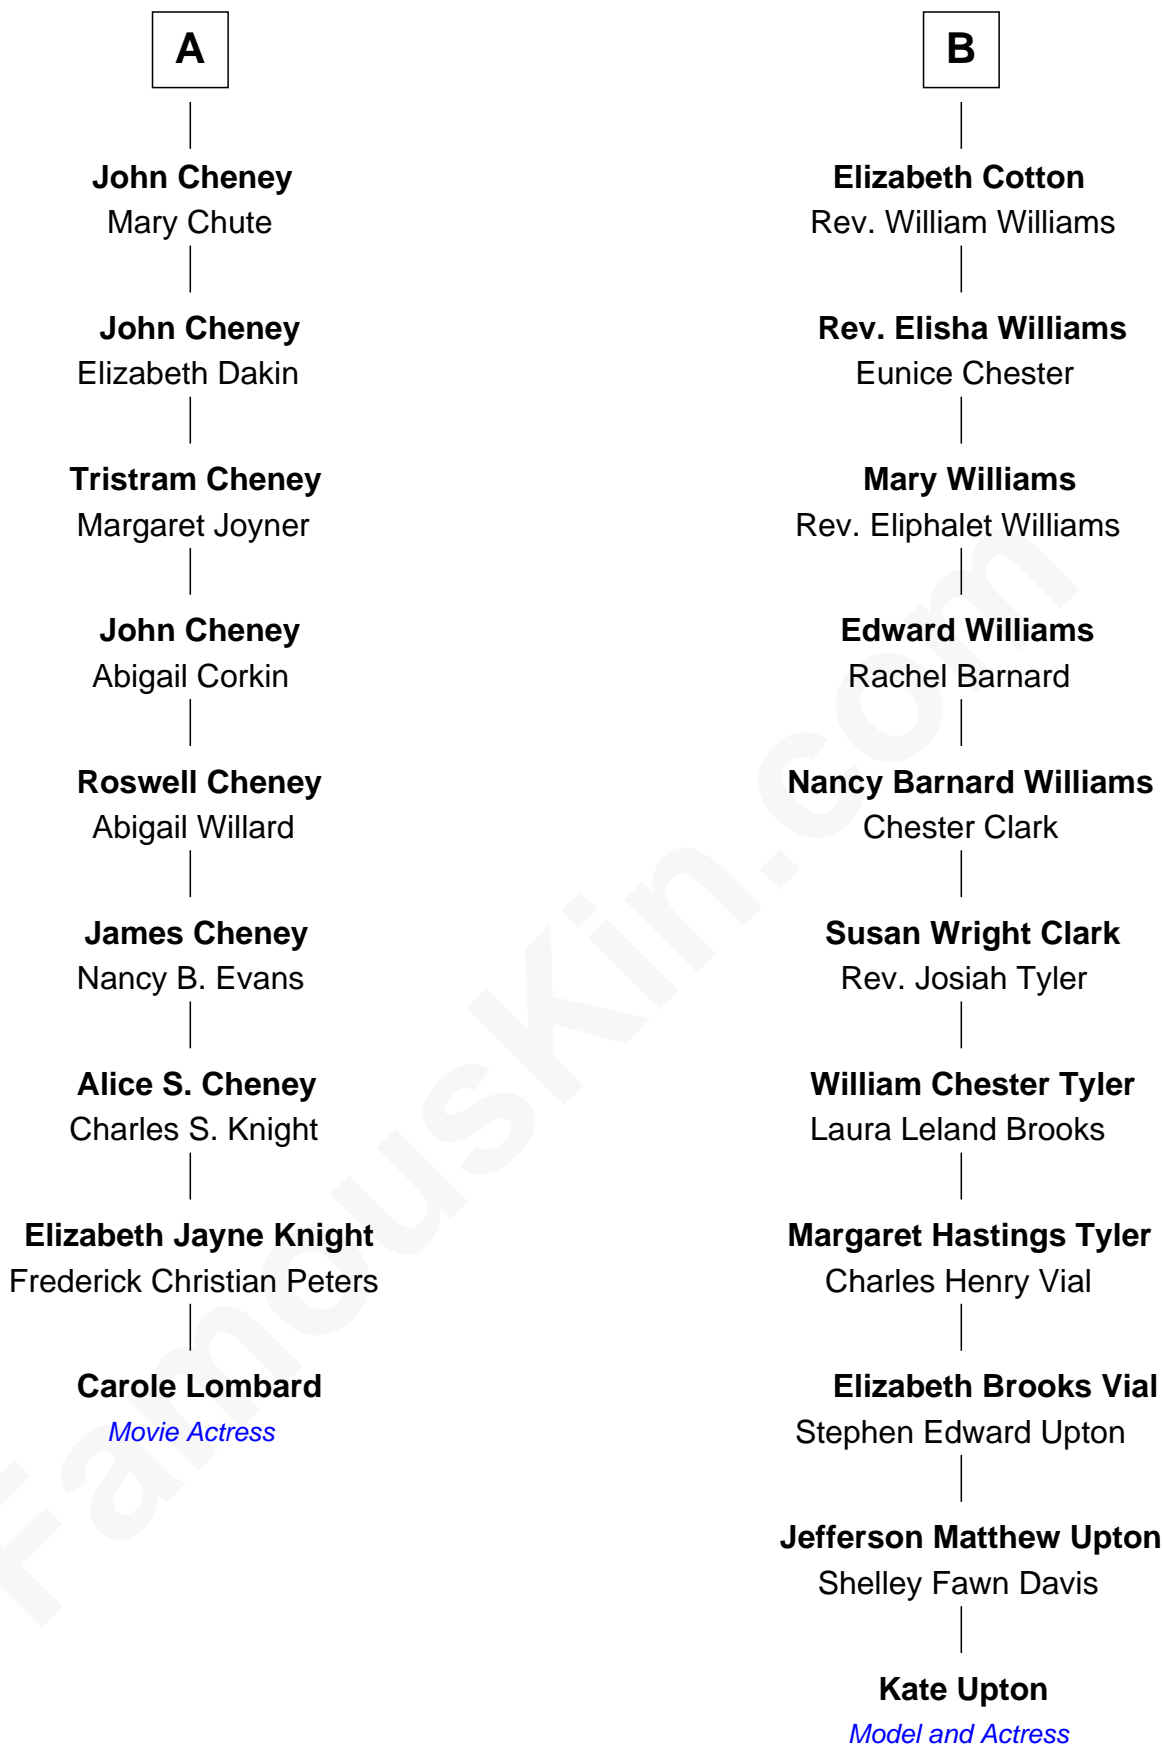 A
John Cheney
Mary Chute
John Cheney
Elizabeth Dakin
Tristram Cheney
Margaret Joyner
John Cheney
Abigail Corkin
Roswell Cheney
Abigail Willard
James Cheney
Nancy B. Evans
Alice S. Cheney
Charles S. Knight
Elizabeth Jayne Knight
Frederick Christian Peters
Carole Lombard
Movie Actress
B
Elizabeth Cotton
Rev. William Williams
Rev. Elisha Williams
Eunice Chester
Mary Williams
Rev. Eliphalet Williams
Edward Williams
Rachel Barnard
Nancy Barnard Williams
Chester Clark
Susan Wright Clark
Rev. Josiah Tyler
William Chester Tyler
Laura Leland Brooks
Margaret Hastings Tyler
Charles Henry Vial
Elizabeth Brooks Vial
Stephen Edward Upton
Jefferson Matthew Upton
Shelley Fawn Davis
Kate Upton
Model and Actress
FamousKin.com